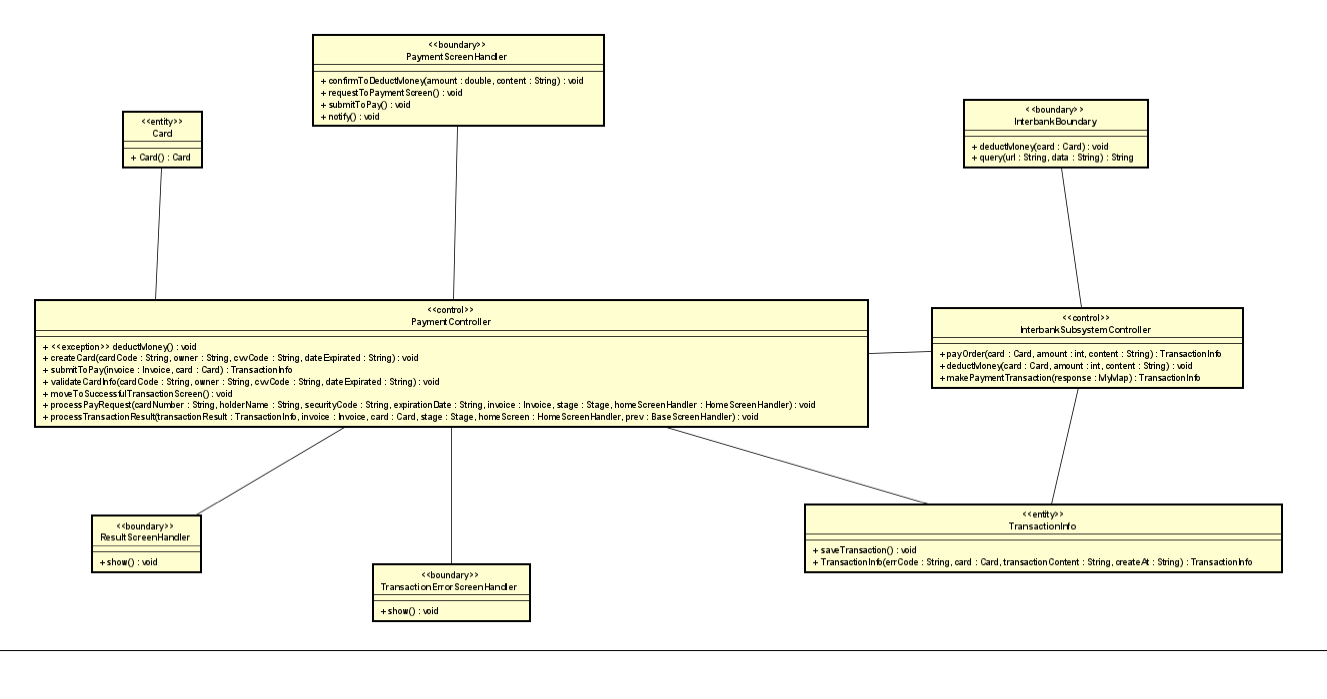 <<boundary>>
PaymentScreenHandler
+ confirmToDeductMoney(amount : double, content : String) : void
+ requestToPaymentScreen() : void
+ submitToPay() : void
+ notify() : void
<<entity>>
Card
+ Card() : Card
<<boundary>>
InterbankBoundary
+ deductMoney(card : Card) : void
+ query(url : String, data : String) : String
<<control>>
PaymentController
+ <<exception>> deductMoney() : void
+ createCard(cardCode : String, owner : String, cvvCode : String, dateExpirated : String) : void
+ submitToPay(invoice : Invoice, card : Card) : TransactionInfo
+ validateCardInfo(cardCode : String, owner : String, cvvCode : String, dateExpirated : String) : void
+ moveToSuccessfulTransactionScreen() : void
+ processPayRequest(cardNumber : String, holderName : String, securityCode : String, expirationDate : String, invoice : Invoice, stage : Stage, homeScreenHandler : HomeScreenHandler) : void
+ processTransactionResult(transactionResult : TransactionInfo, invoice : Invoice, card : Card, stage : Stage, homeScreen : HomeScreenHandler, prev : BaseScreenHandler) : void
<<control>>
InterbankSubsystemController
+ payOrder(card : Card, amount : int, content : String) : TransactionInfo
+ deductMoney(card : Card, amount : int, content : String) : void
+ makePaymentTransaction(response : MyMap) : TransactionInfo
<<boundary>>
ResultScreenHandler
+ show() : void
<<boundary>>
TransactionErrorScreenHandler
+ show() : void
<<entity>>
TransactionInfo
+ saveTransaction() : void
+ TransactionInfo(errCode : String, card : Card, transactionContent : String, createAt : String) : TransactionInfo